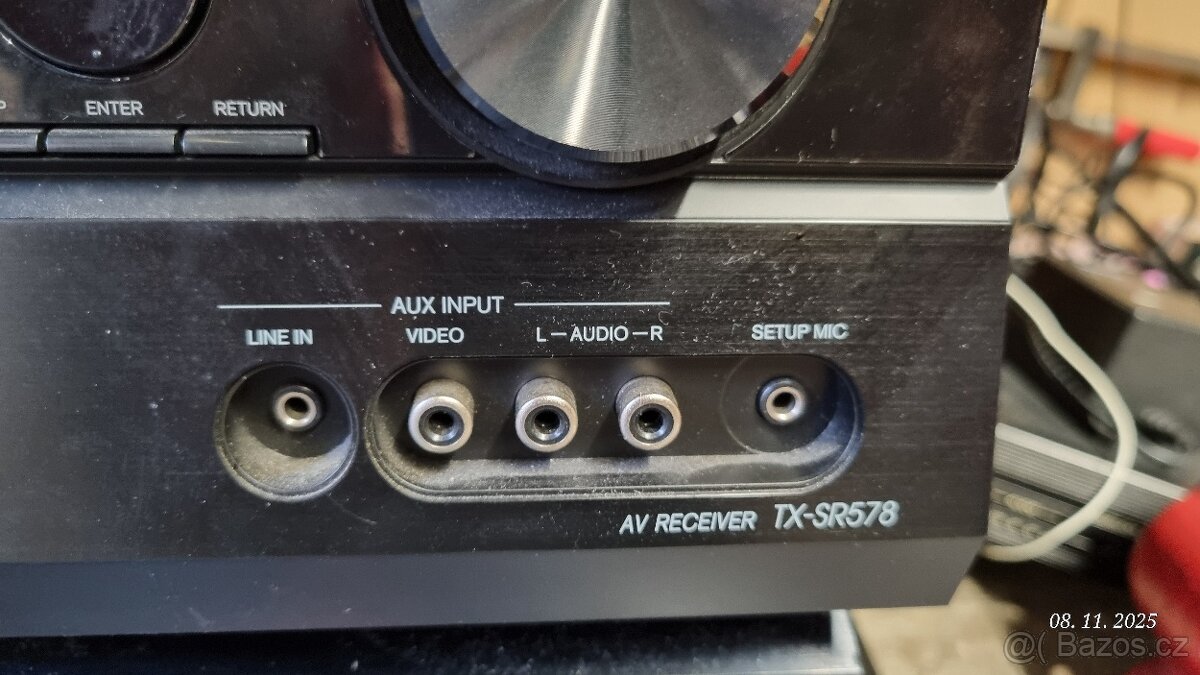 ENTER RETURN
AUX INPUT
LINE IN VIDEO L – AUDIO – R SETUP MIC
AV RECEIVER TX-SR578
08. 11. 2025
@( Bazos.cz